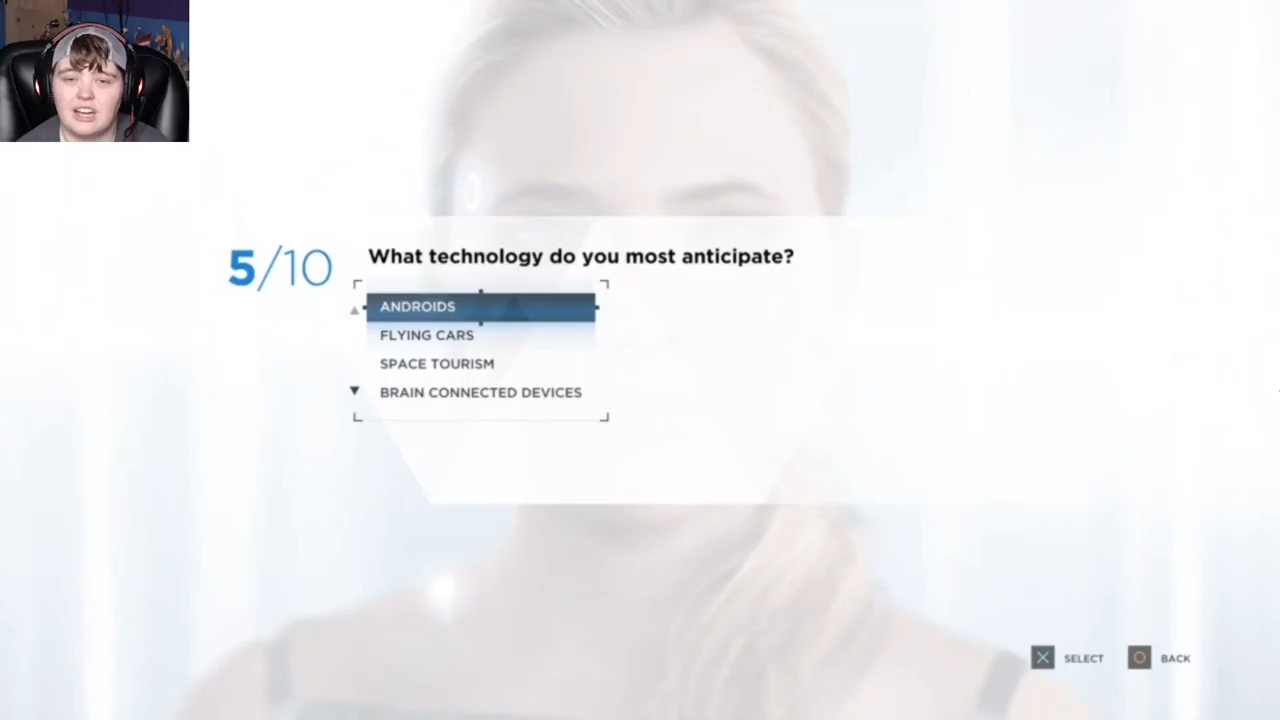 5/10
What technology do you most anticipate?
ANDROIDS
FLYING CARS
SPACE TOURISM
BRAIN CONNECTED DEVICES
SELECT
BACK